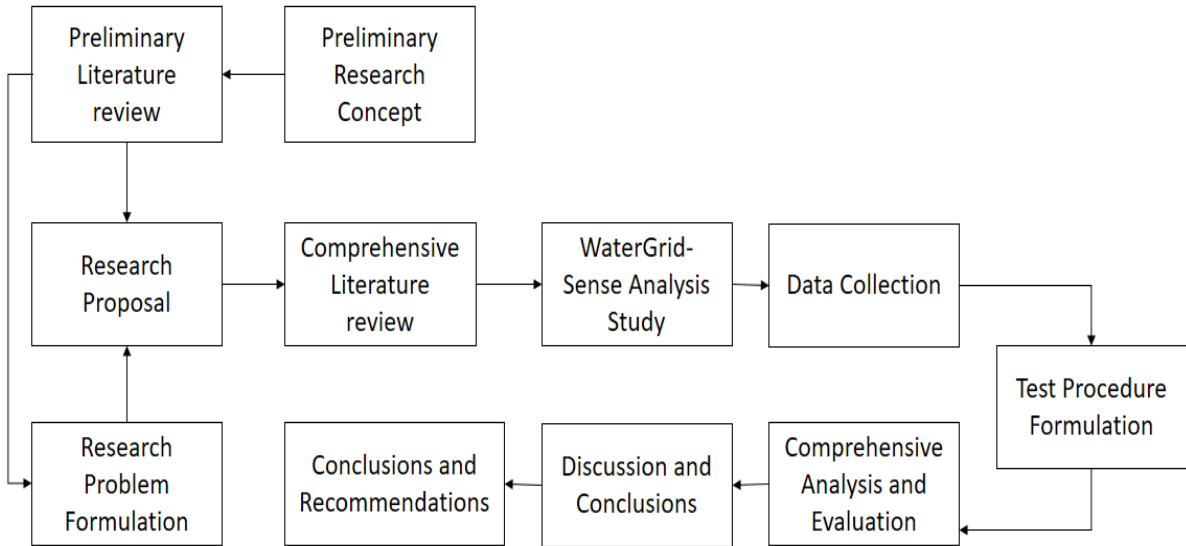 Preliminary
Literature
review
Preliminary
Research
Concept
Research
Proposal
Comprehensive
Literature
review
WaterGrid-
Sense Analysis
Study
Data Collection
Test Procedure
Formulation
Research
Problem
Formulation
Conclusions and
Recommendations
Discussion and
Conclusions
Comprehensive
Analysis and
Evaluation